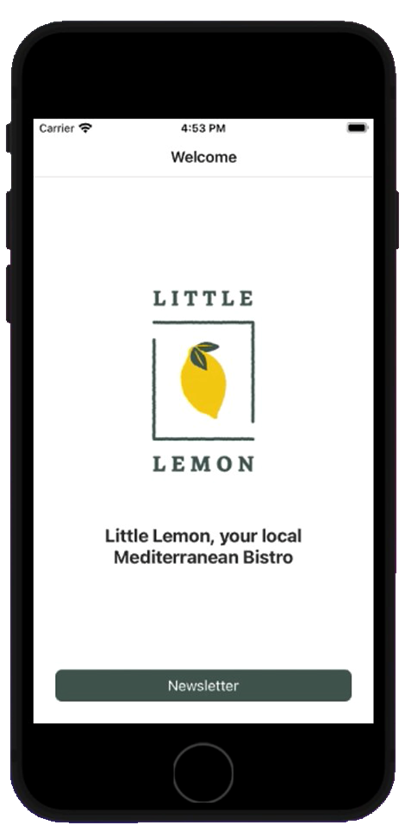 Carrier 4:53 PM
Welcome
LITTLE
LEMON
Little Lemon, your local
Mediterranean Bistro
Newsletter